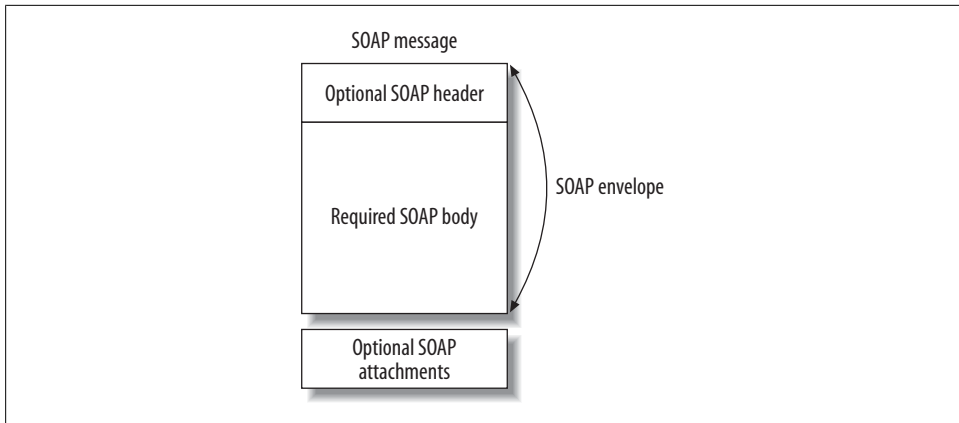 SOAP message
Optional SOAP header
Required SOAP body
SOAP envelope
Optional SOAP
attachments